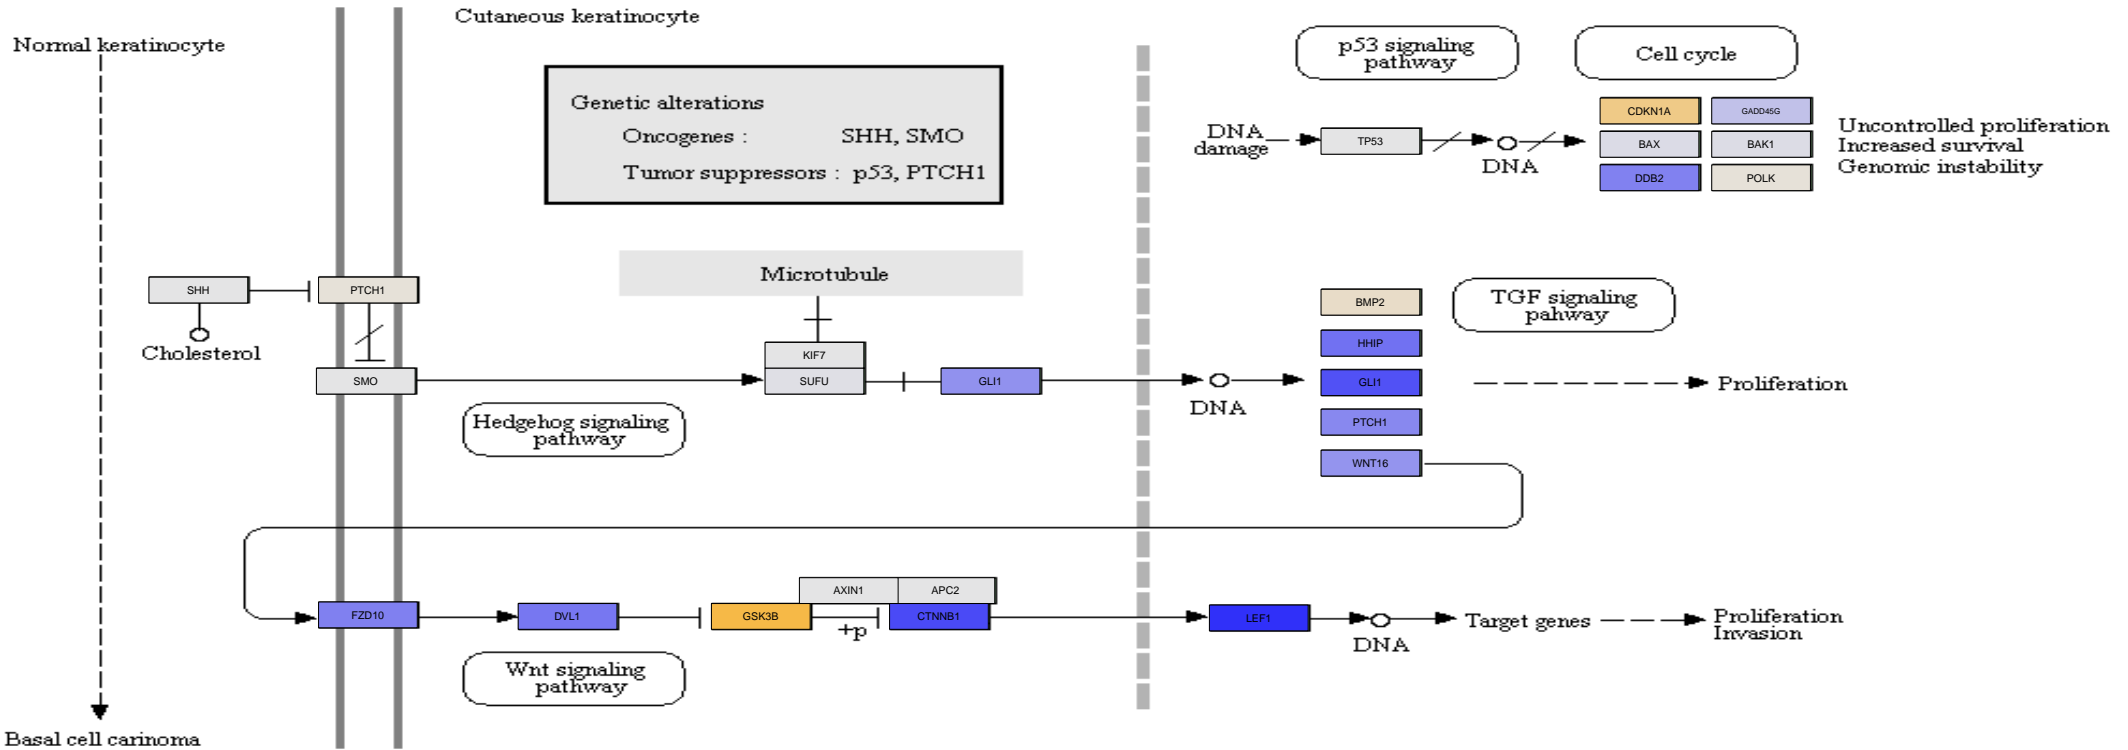 Cutaneous keratinocyte
Normal keratinocyte
Genetic alterations
Oncogenes : SHH, SMO
Tumor suppressors : p53, PTCH1
p53 signaling
pathway
Cell cycle
DNA
damage
TP53
DNA
CDKN1A
GADD45G
BAX
BAK1
DDB2
POLK
Uncontrolled proliferation
Increased survival
Genomic instability
SHH
PTCH1
Cholesterol
SMO
Microtubule
KIF7
SUFU
GLI1
Hedgehog signaling
pathway
DNA
BMP2
HHIP
GLI1
PTCH1
WNT16
TGF signaling
pahway
Proliferation
FZD10
DVL1
GSK3B
AXIN1
APC2
+p
CTNNB1
LEF1
DNA
Target genes
Proliferation
Invasion
Wnt signaling
pathway
Basal cell carinoma